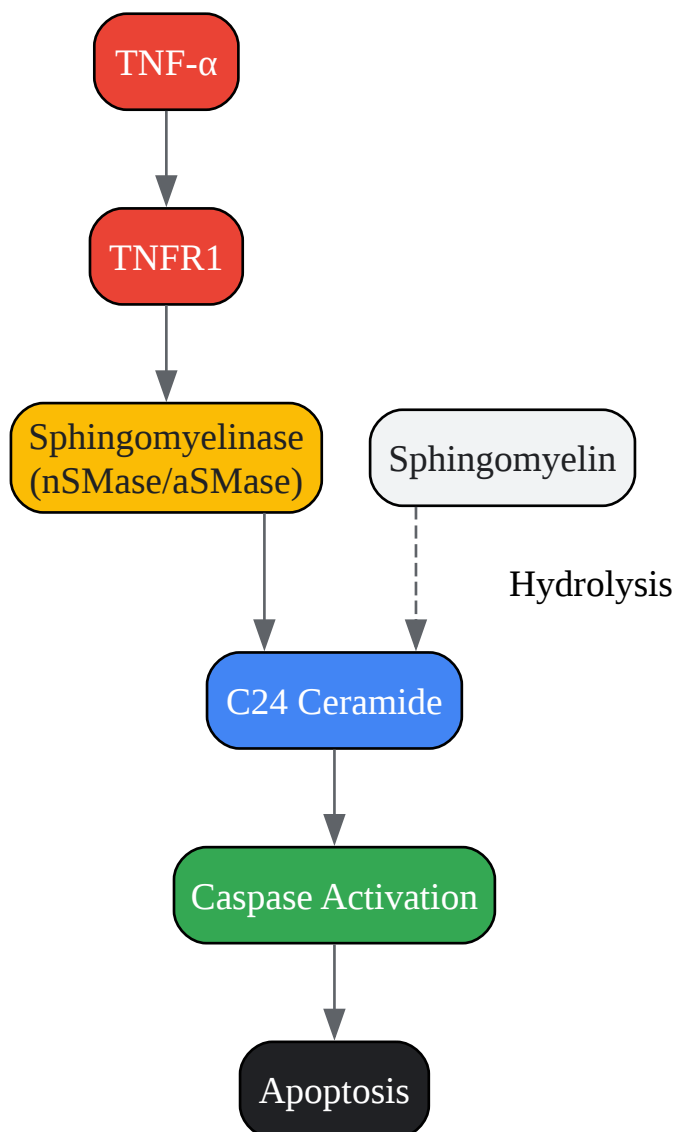 TNF-α
TNFR1
Sphingomyelinase
(nSMase/aSMase)
Sphingomyelin
Hydrolysis
C24 Ceramide
Caspase Activation
Apoptosis